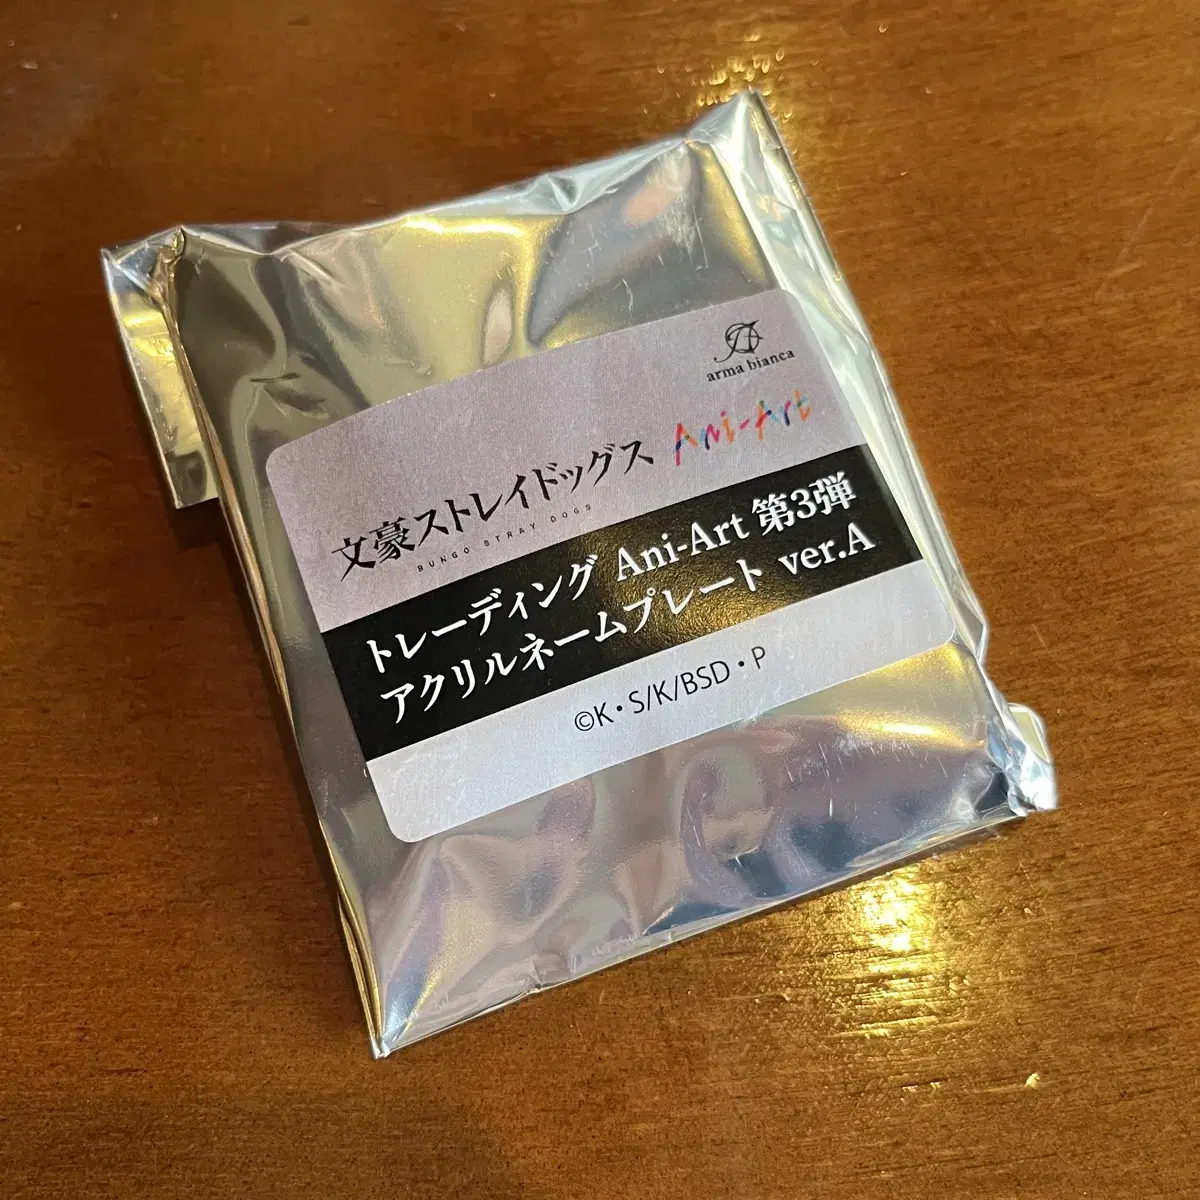 arma bianca
文豪ストレイドッグス Ani-Art
BUNGO STRAY DOGS
トレーディング Ani-Art 第3弾
アクリルネームプレート ver.A
©K・S/K/BSD・P